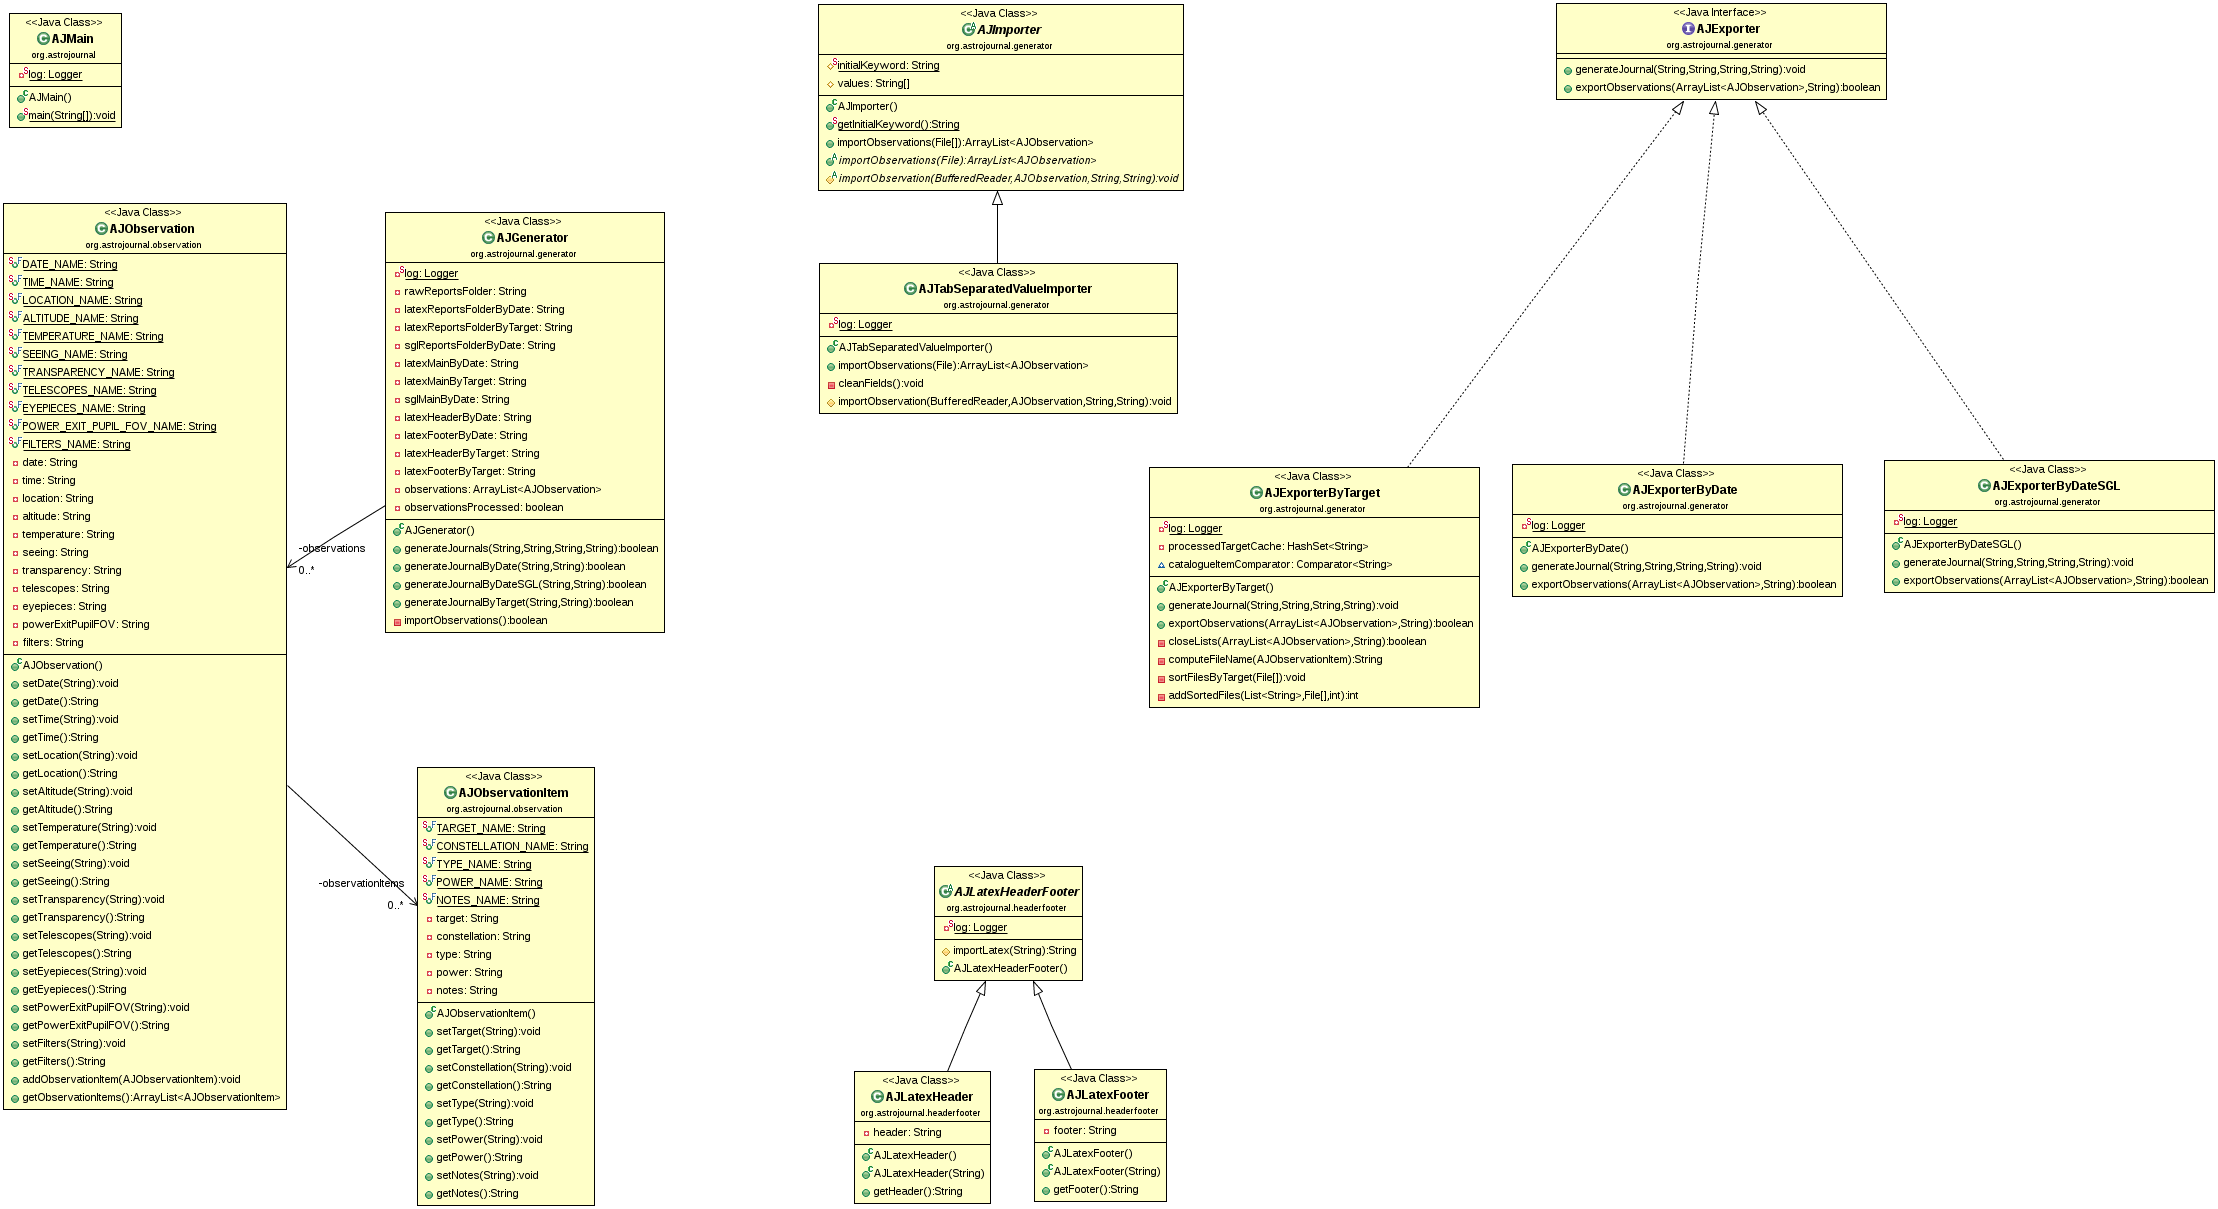 <<Java Class>>
AJMain
org.astrojournal
log: Logger
AJMain()
main(String[]):void
<<Java Class>>
AJObservation
org.astrojournal.observation
DATE_NAME: String
TIME_NAME: String
LOCATION_NAME: String
ALTITUDE_NAME: String
TEMPERATURE_NAME: String
SEEING_NAME: String
TRANSPARENCY_NAME: String
TELESCOPES_NAME: String
EYEPIECES_NAME: String
POWER_EXIT_PUPIL_FOV_NAME: String
FILTERS_NAME: String
date: String
time: String
location: String
altitude: String
temperature: String
seeing: String
transparency: String
telescopes: String
eyepieces: String
powerExitPupilFOV: String
filters: String
AJObservation()
setDate(String):void
getDate():String
setTime(String):void
getTime():String
setLocation(String):void
getLocation():String
setAltitude(String):void
getAltitude():String
setTemperature(String):void
getTemperature():String
setSeeing(String):void
getSeeing():String
setTransparency(String):void
getTransparency():String
setTelescopes(String):void
getTelescopes():String
setEyepieces(String):void
getEyepieces():String
setPowerExitPupilFOV(String):void
getPowerExitPupilFOV():String
setFilters(String):void
getFilters():String
addObservationItem(AJObservationItem):void
getObservationItems():ArrayList<AJObservationItem>
<<Java Class>>
AJGenerator
org.astrojournal.generator
log: Logger
rawReportsFolder: String
latexReportsFolderByDate: String
latexReportsFolderByTarget: String
sglReportsFolderByDate: String
latexMainByDate: String
latexMainByTarget: String
sglMainByDate: String
latexHeaderByDate: String
latexFooterByDate: String
latexHeaderByTarget: String
latexFooterByTarget: String
observations: ArrayList<AJObservation>
observationsProcessed: boolean
AJGenerator()
generateJournals(String,String,String,String):boolean
generateJournalByDate(String,String):boolean
generateJournalByDateSGL(String,String):boolean
generateJournalByTarget(String,String):boolean
importObservations():boolean
-observations
0..*
-observationItems
0..*
<<Java Class>>
AJObservationItem
org.astrojournal.observation
TARGET_NAME: String
CONSTELLATION_NAME: String
TYPE_NAME: String
POWER_NAME: String
NOTES_NAME: String
target: String
constellation: String
type: String
power: String
notes: String
AJObservationItem()
setTarget(String):void
getTarget():String
setConstellation(String):void
getConstellation():String
setType(String):void
getType():String
setPower(String):void
getPower():String
setNotes(String):void
getNotes():String
<<Java Class>>
AJImporter
org.astrojournal.generator
initialKeyword: String
values: String[]
AJImporter()
getInitialKeyword():String
importObservations(File[]):ArrayList<AJObservation>
importObservations(File):ArrayList<AJObservation>
importObservation(BufferedReader,AJObservation,String,String):void
<<Java Class>>
AJTabSeparatedValueImporter
org.astrojournal.generator
log: Logger
AJTabSeparatedValueImporter()
importObservations(File):ArrayList<AJObservation>
cleanFields():void
importObservation(BufferedReader,AJObservation,String,String):void
<<Java Interface>>
AJExporter
org.astrojournal.generator
generateJournal(String,String,String,String):void
exportObservations(ArrayList<AJObservation>,String):boolean
<<Java Class>>
AJExporterByTarget
org.astrojournal.generator
log: Logger
processedTargetCache: HashSet<String>
catalogueItemComparator: Comparator<String>
AJExporterByTarget()
generateJournal(String,String,String,String):void
exportObservations(ArrayList<AJObservation>,String):boolean
closeLists(ArrayList<AJObservation>,String):boolean
computeFileName(AJObservationItem):String
sortFilesByTarget(File[]):void
addSortedFiles(List<String>,File[],int):int
<<Java Class>>
AJExporterByDate
org.astrojournal.generator
log: Logger
AJExporterByDate()
generateJournal(String,String,String,String):void
exportObservations(ArrayList<AJObservation>,String):boolean
<<Java Class>>
AJExporterByDateSGL
org.astrojournal.generator
log: Logger
AJExporterByDateSGL()
generateJournal(String,String,String,String):void
exportObservations(ArrayList<AJObservation>,String):boolean
<<Java Class>>
AJLatexHeaderFooter
org.astrojournal.headerfooter
log: Logger
importLatex(String):String
AJLatexHeaderFooter()
<<Java Class>>
AJLatexHeader
org.astrojournal.headerfooter
header: String
AJLatexHeader()
AJLatexHeader(String)
getHeader():String
<<Java Class>>
AJLatexFooter
org.astrojournal.headerfooter
footer: String
AJLatexFooter()
AJLatexFooter(String)
getFooter():String